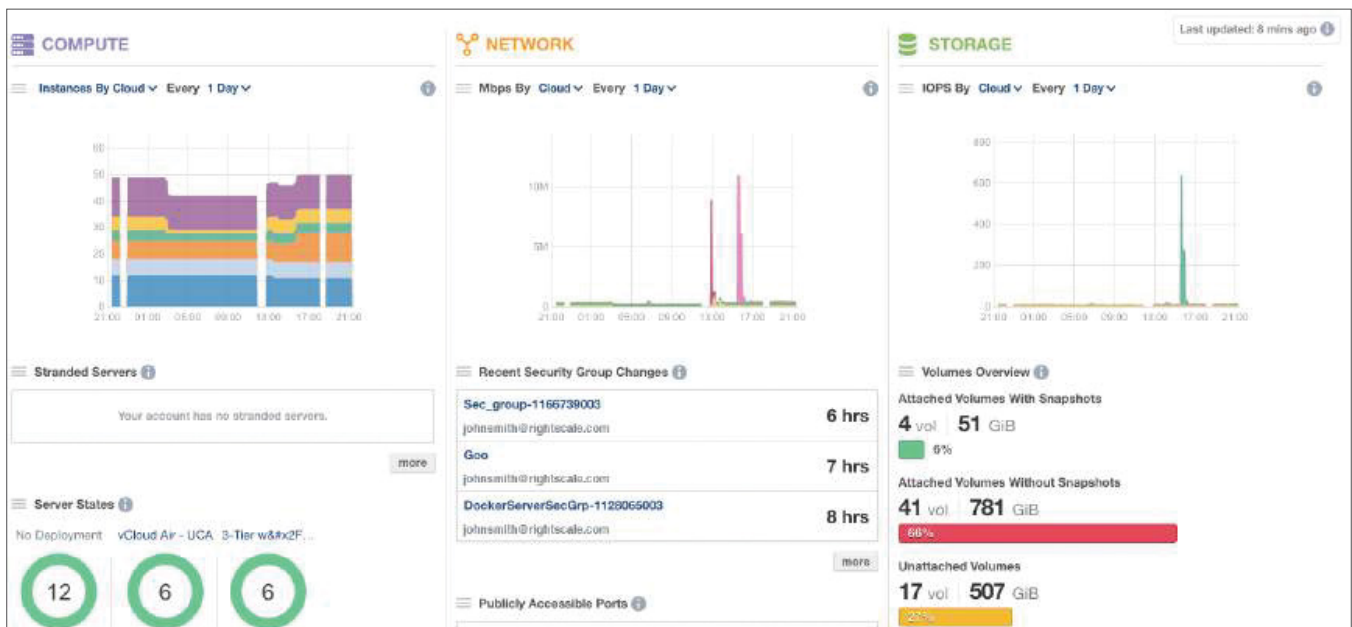 Last updated: 8 mins ago
COMPUTE
Instances By Cloud Every 1 Day
60
50
40
30
20
10
0
21:00 01:00 05:00 09:00 13:00 17:00 21:00
Stranded Servers
Your account has no stranded servers.
more
Server States
No Deployment vCloud Air - UCA 3-Tier w&#x2F...
12 6 6
NETWORK
Mbps By Cloud Every 1 Day
10M
5M
0
21:00 01:00 05:00 09:00 13:00 17:00 21:00
Recent Security Group Changes
Sec_group-1166739003
johnsmith@rightscale.com
6 hrs
Goo
johnsmith@rightscale.com
7 hrs
DockerServerSecGrp-1128065003
johnsmith@rightscale.com
8 hrs
more
Publicly Accessible Ports
STORAGE
IOPS By Cloud Every 1 Day
800
600
400
200
0
21:00 01:00 05:00 09:00 13:00 17:00 21:00
Volumes Overview
Attached Volumes With Snapshots
4 vol 51 GiB
6%
Attached Volumes Without Snapshots
41 vol 781 GiB
66%
Unattached Volumes
17 vol 507 GiB
27%